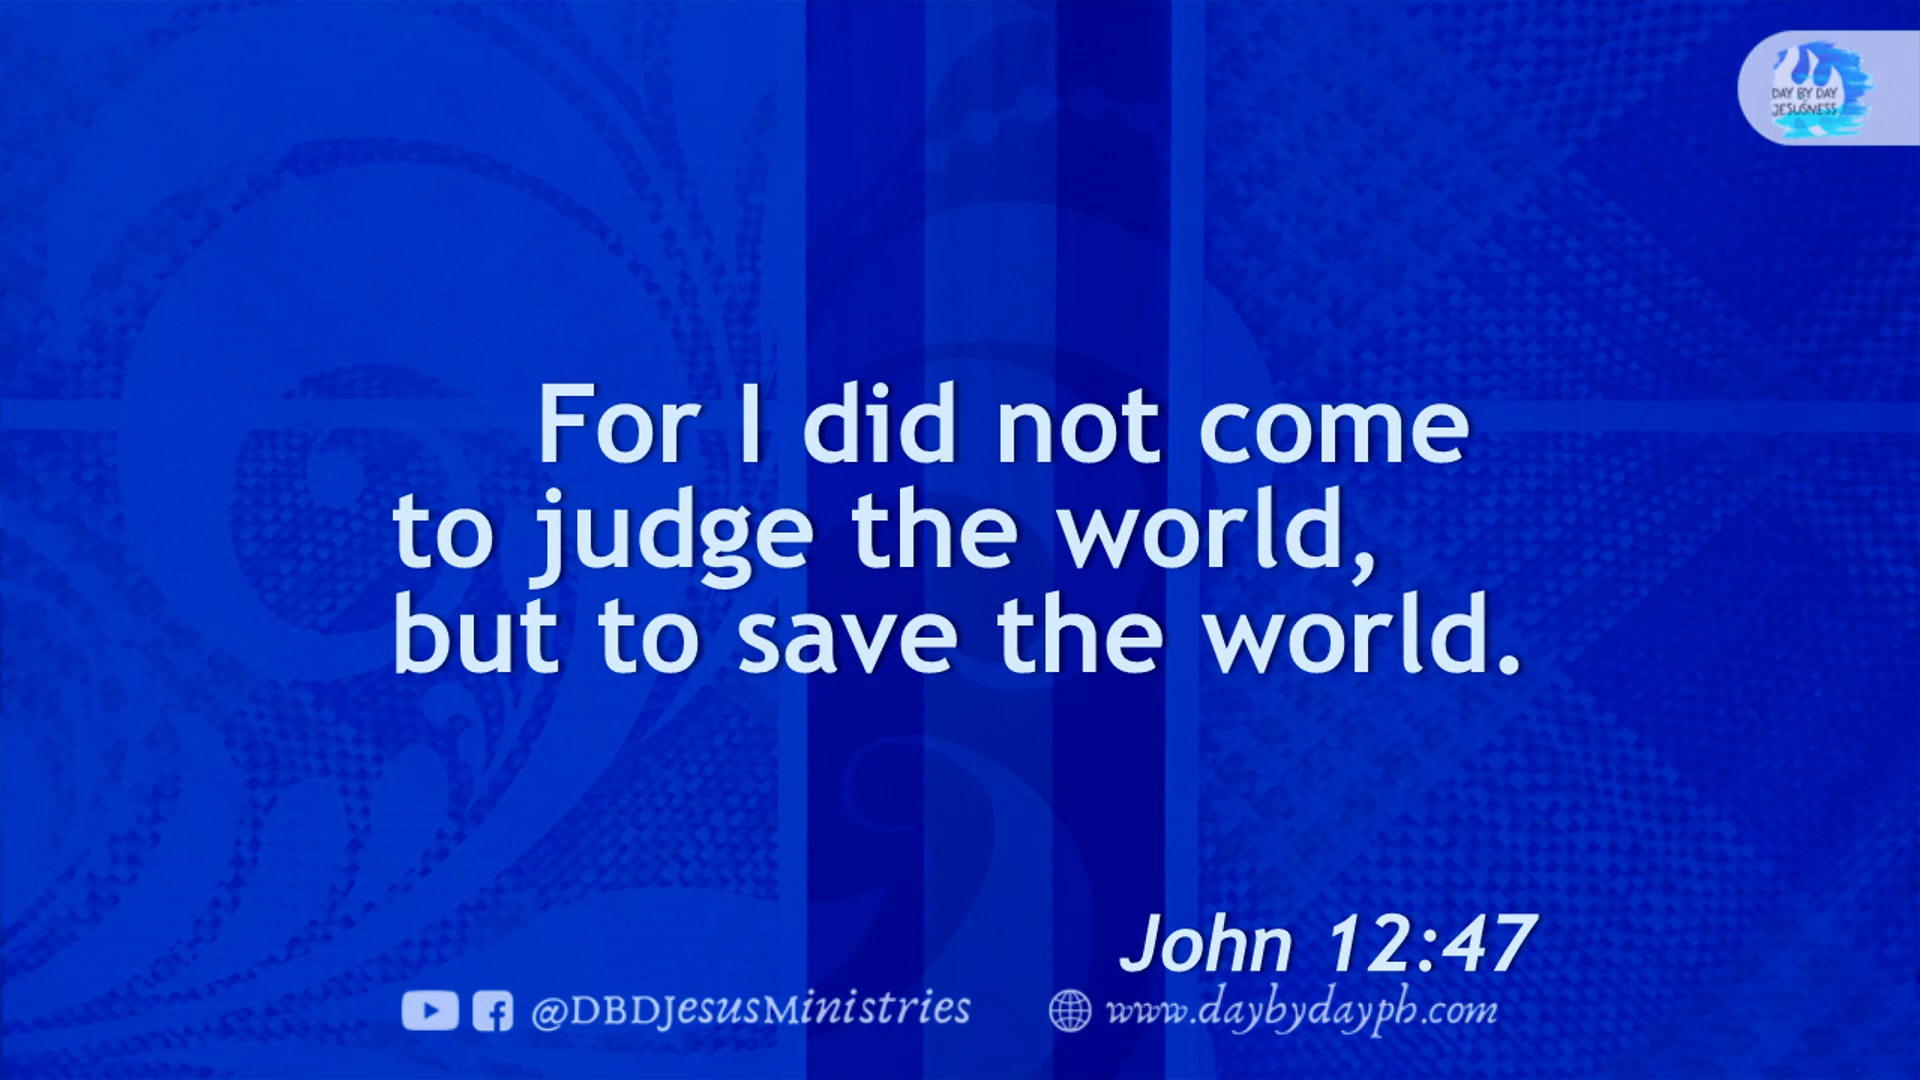 DAY BY DAY
JESUSNESS
For I did not come
to judge the world,
but to save the world.
John 12:47
@DBDJesusMinistries
www.daybydayph.com